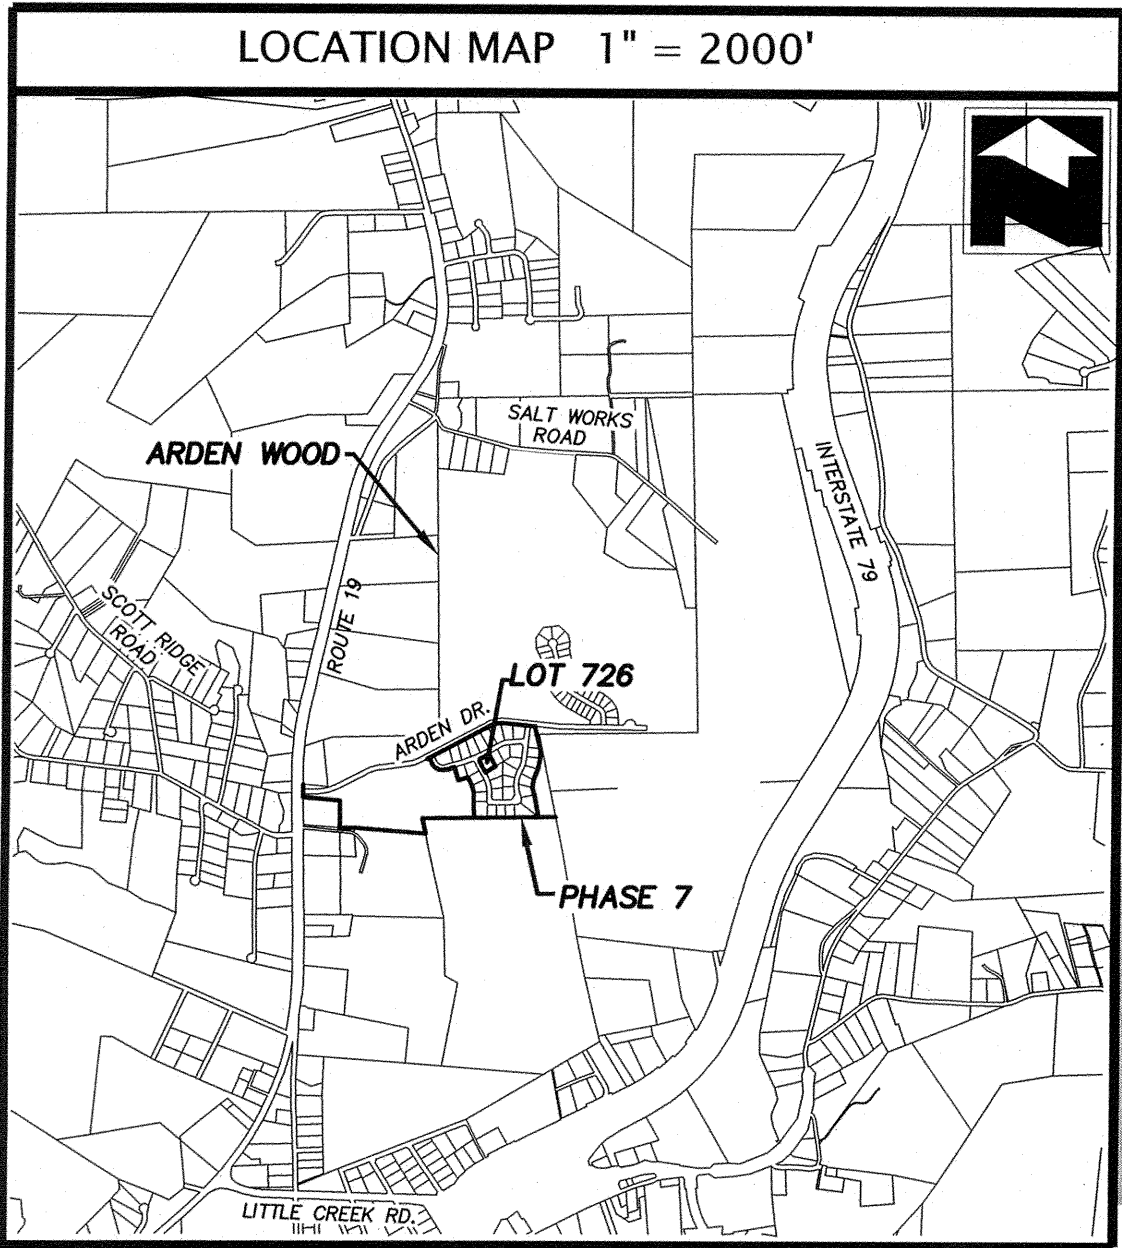 LOCATION MAP 1" = 2000'
N
SALT WORKS
ROAD
ARDEN WOOD
INTERSTATE 79
ROUTE 19
SCOTT RIDGE
ROAD
LOT 726
ARDEN DR.
PHASE 7
LITTLE CREEK RD.